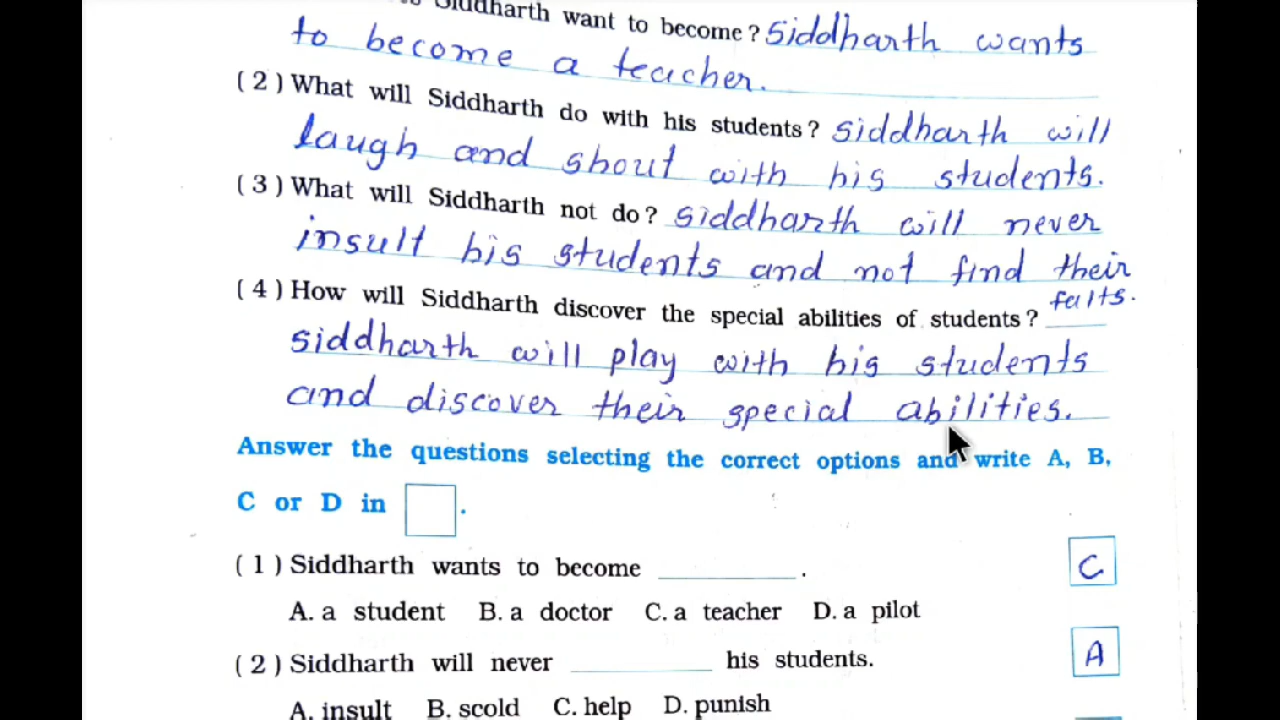 Siddharth want to become? Siddharth wants
to become a teacher.
( 2 ) What will Siddharth do with his students? siddharth will
laugh and shout with his students.
( 3 ) What will Siddharth not do? siddharth will never
insult his students and not find their
falts.
( 4 ) How will Siddharth discover the special abilities of students?
siddharth will play with his students
and discover their special abilities.
Answer the questions selecting the correct options and write A, B,
C or D in .
( 1 ) Siddharth wants to become . C
A. a student B. a doctor C. a teacher D. a pilot
( 2 ) Siddharth will never his students. A
A. insult B. scold C. help D. punish